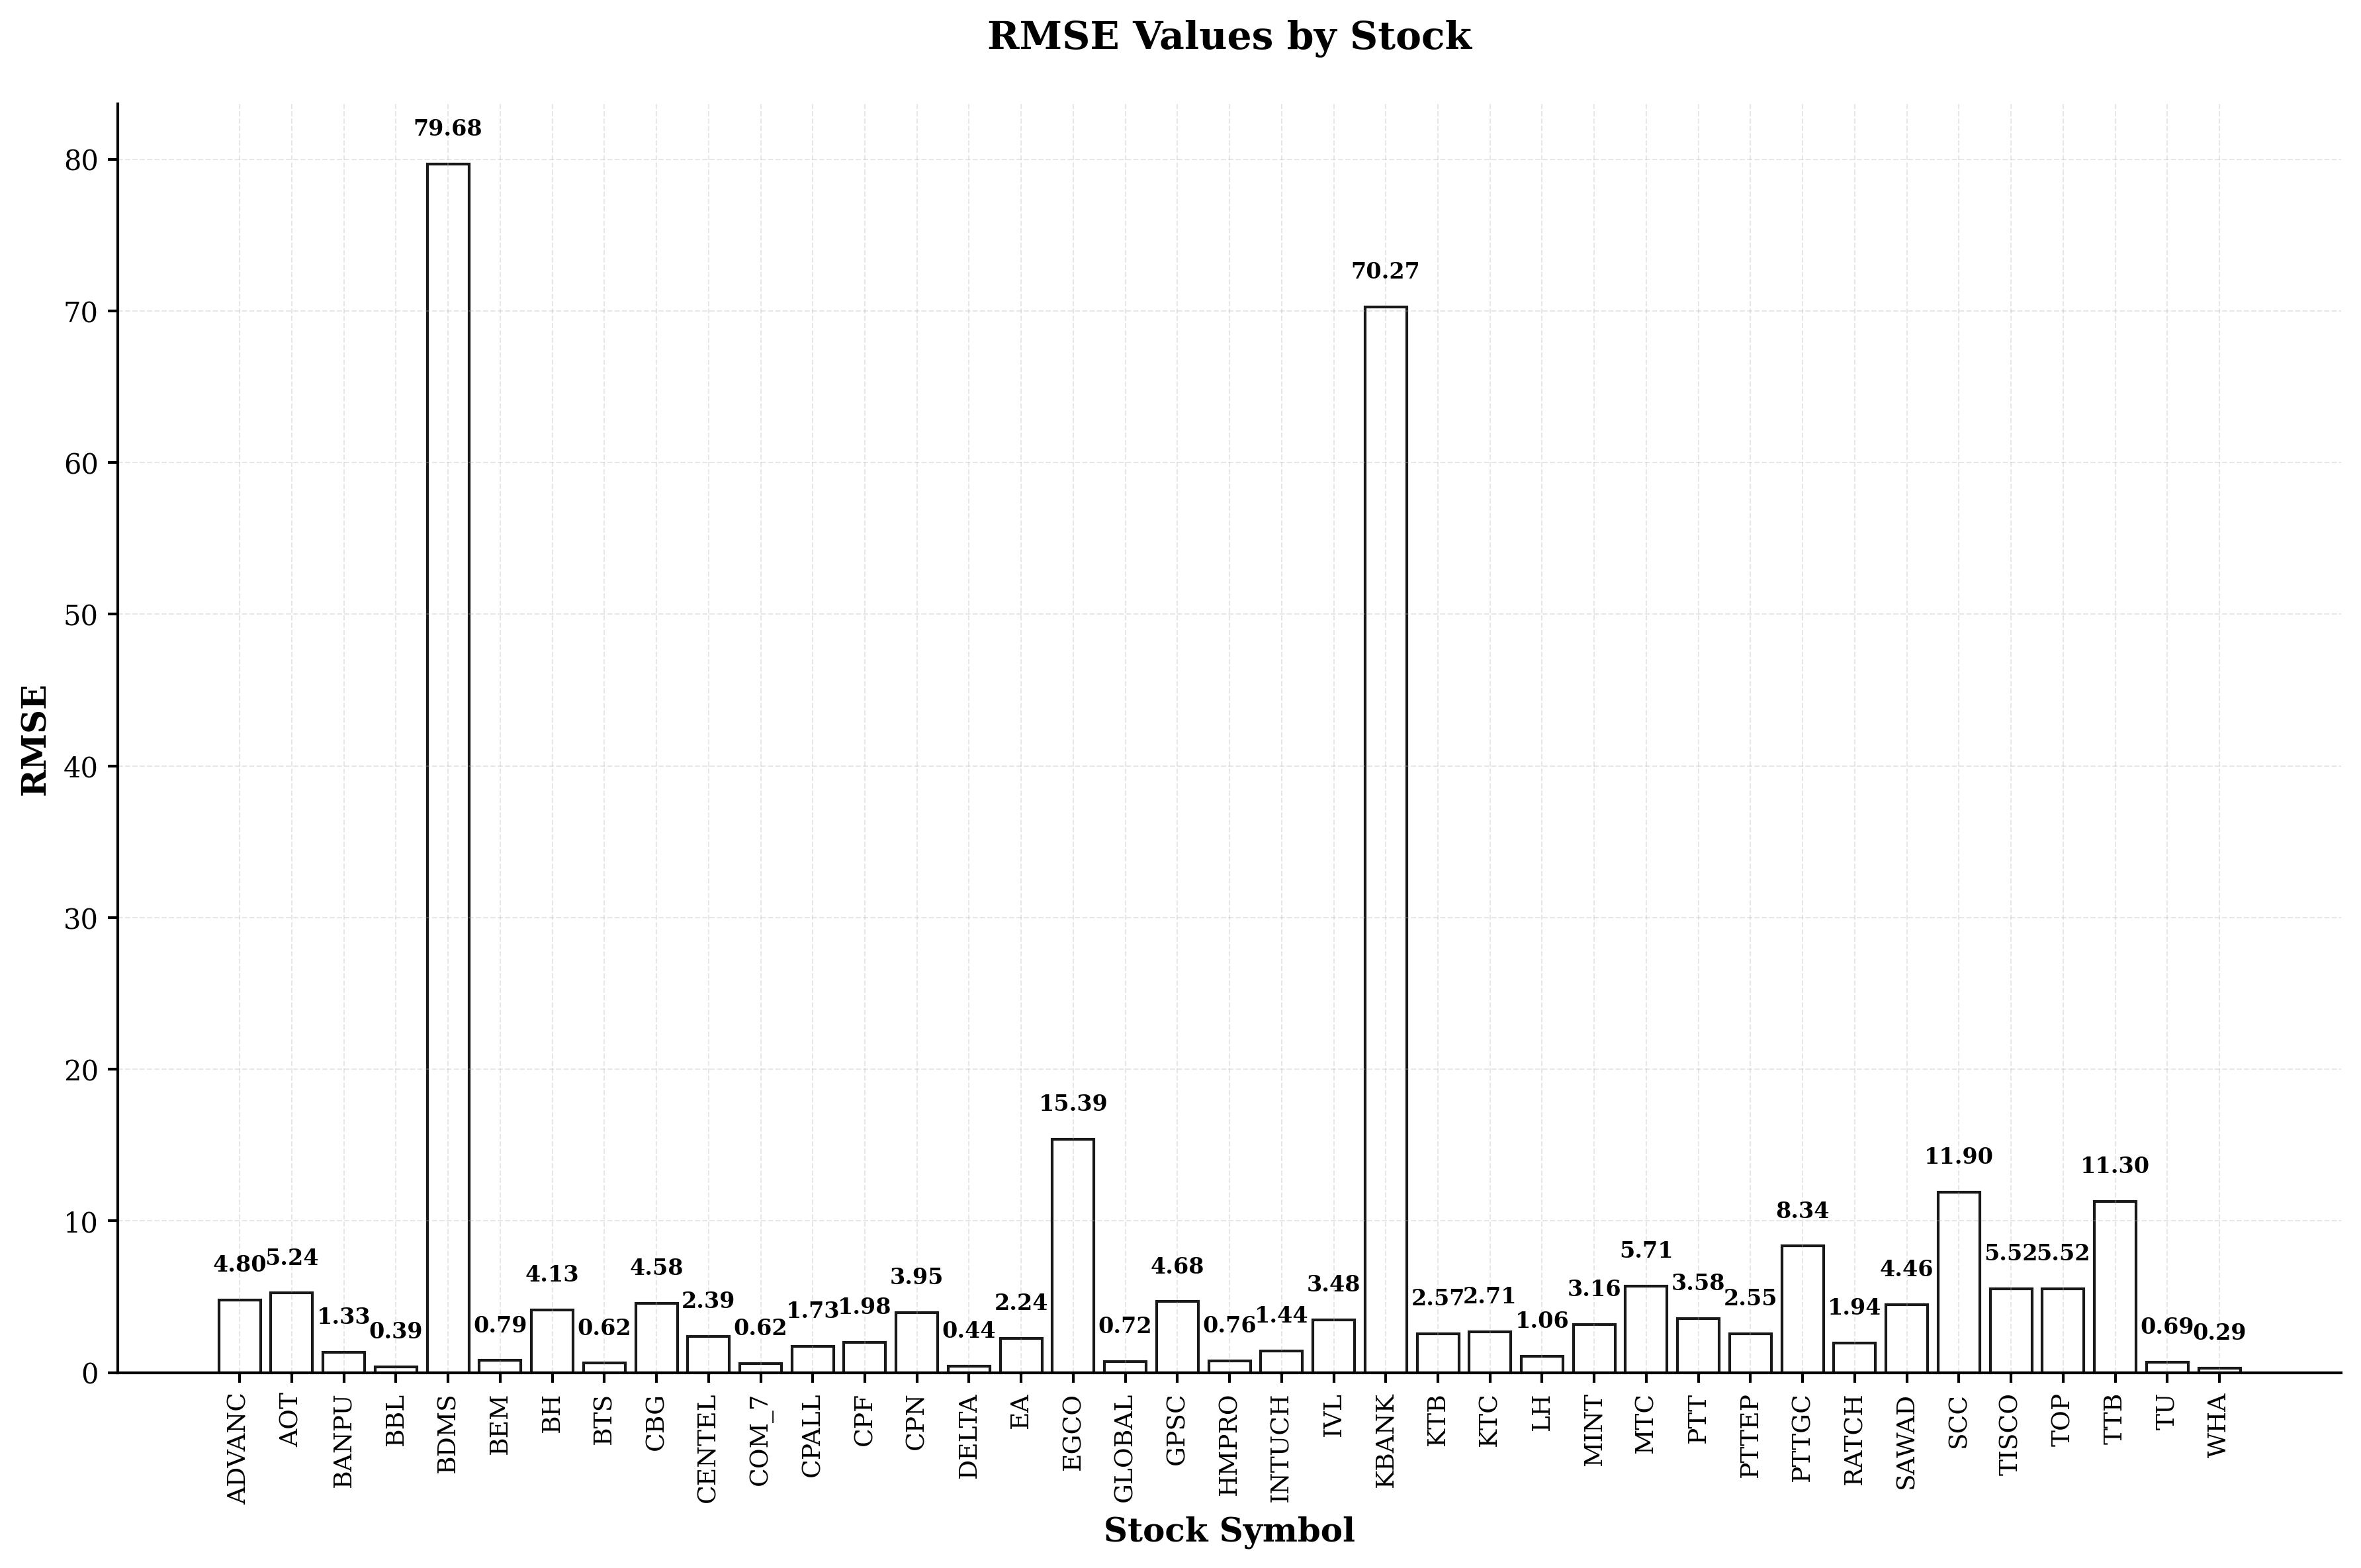 RMSE Values by Stock
RMSE
80
70
60
50
40
30
20
10
0
4.80
5.24
1.33
0.39
79.68
0.79
4.13
0.62
4.58
2.39
0.62
1.73
1.98
3.95
0.44
2.24
15.39
0.72
4.68
0.76
1.44
3.48
70.27
2.57
2.71
1.06
3.16
5.71
3.58
2.55
8.34
1.94
4.46
11.90
5.52
5.52
11.30
0.69
0.29
ADVANC
AOT
BANPU
BBL
BDMS
BEM
BH
BTS
CBG
CENTEL
COM_7
CPALL
CPF
CPN
DELTA
EA
EGCO
GLOBAL
GPSC
HMPRO
INTUCH
IVL
KBANK
KTB
KTC
LH
MINT
MTC
PTT
PTTEP
PTTGC
RATCH
SAWAD
SCC
TISCO
TOP
TTB
TU
WHA
Stock Symbol